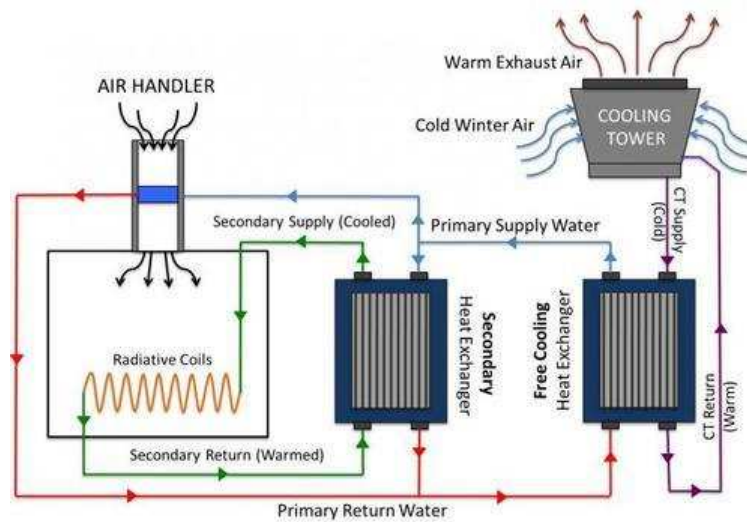 Warm Exhaust Air
AIR HANDLER
Cold Winter Air
COOLING
TOWER
Secondary Supply (Cooled)
Primary Supply Water
CT Supply
(Cold)
Radiative Coils
Secondary
Heat Exchanger
Free Cooling
Heat Exchanger
CT Return
(Warm)
Secondary Return (Warmed)
Primary Return Water